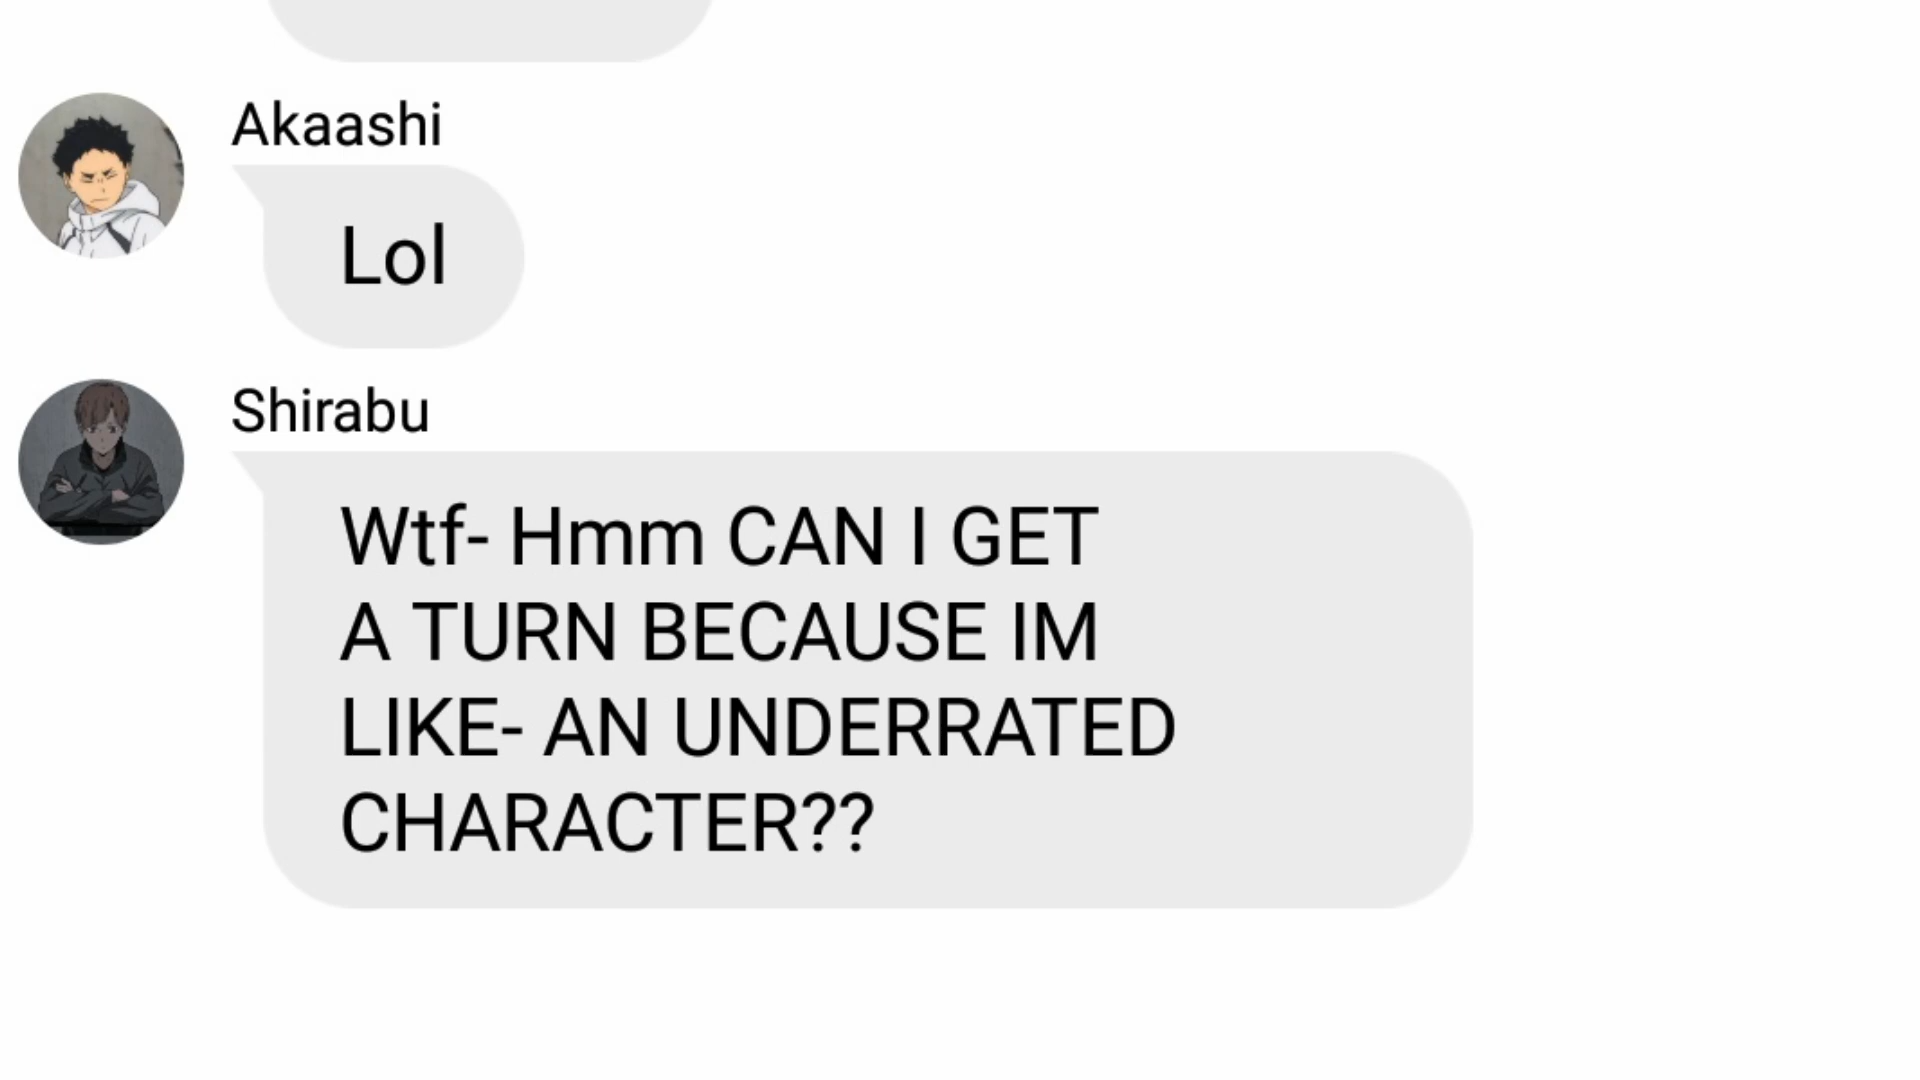 Akaashi
Lol
Shirabu
Wtf- Hmm CAN I GET
A TURN BECAUSE IM
LIKE- AN UNDERRATED
CHARACTER??